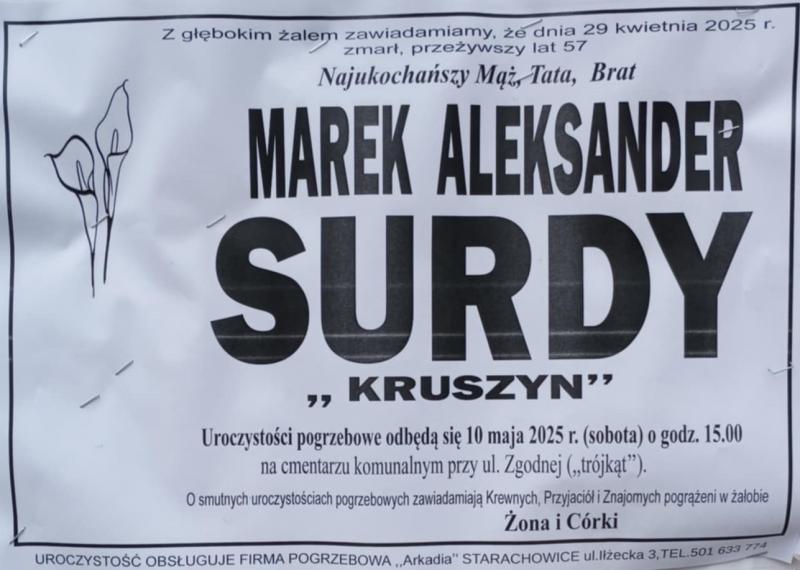 Z głębokim żalem zawiadamiamy, że dnia 29 kwietnia 2025 r.
zmarł, przeżywszy lat 57
Najukochańszy Mąż, Tata, Brat
MAREK ALEKSANDER
SURDY
„ KRUSZYN”
Uroczystości pogrzebowe odbędą się 10 maja 2025 r. (sobota) o godz. 15.00
na cmentarzu komunalnym przy ul. Zgodnej („trójkąt”).
O smutnych uroczystościach pogrzebowych zawiadamiają Krewnych, Przyjaciół i Znajomych pogrążeni w żałobie
Żona i Córki
UROCZYSTOŚĆ OBSŁUGUJE FIRMA POGRZEBOWA ,,Arkadia" STARACHOWICE ul.Iłżecka 3,TEL.501 633 774